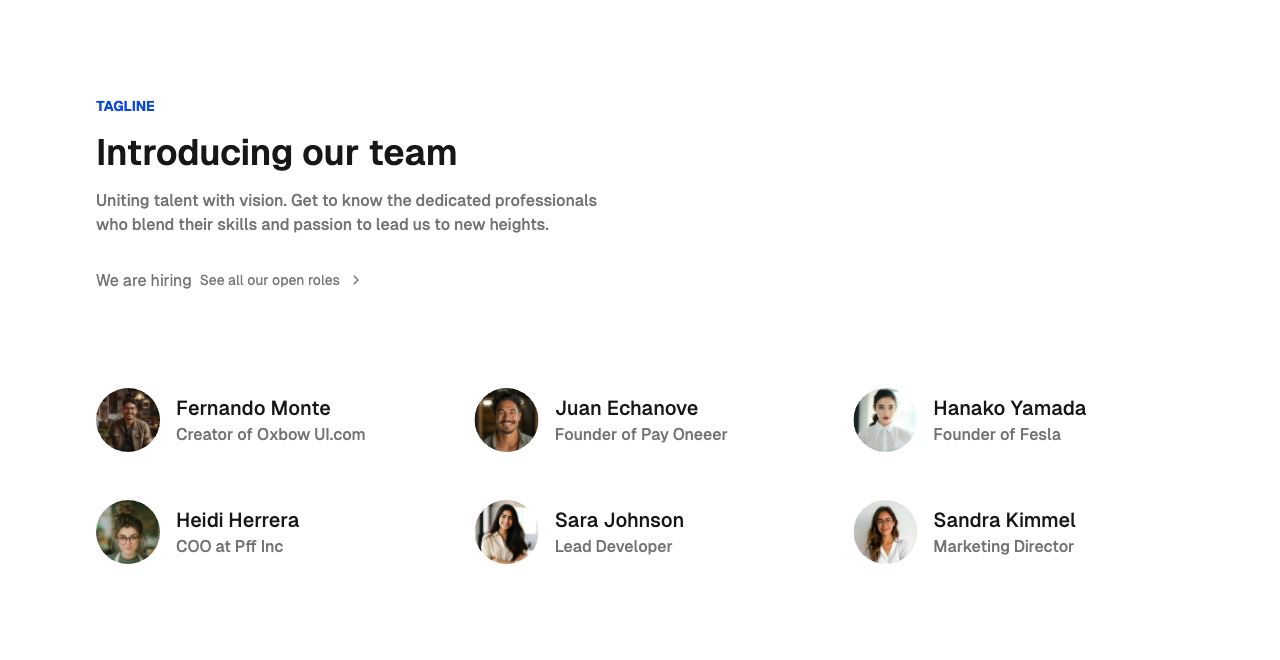 TAGLINE
Introducing our team
Uniting talent with vision. Get to know the dedicated professionals
who blend their skills and passion to lead us to new heights.
We are hiring See all our open roles
Fernando Monte
Creator of Oxbow UI.com
Juan Echanove
Founder of Pay Oneeer
Hanako Yamada
Founder of Fesla
Heidi Herrera
COO at Pff Inc
Sara Johnson
Lead Developer
Sandra Kimmel
Marketing Director